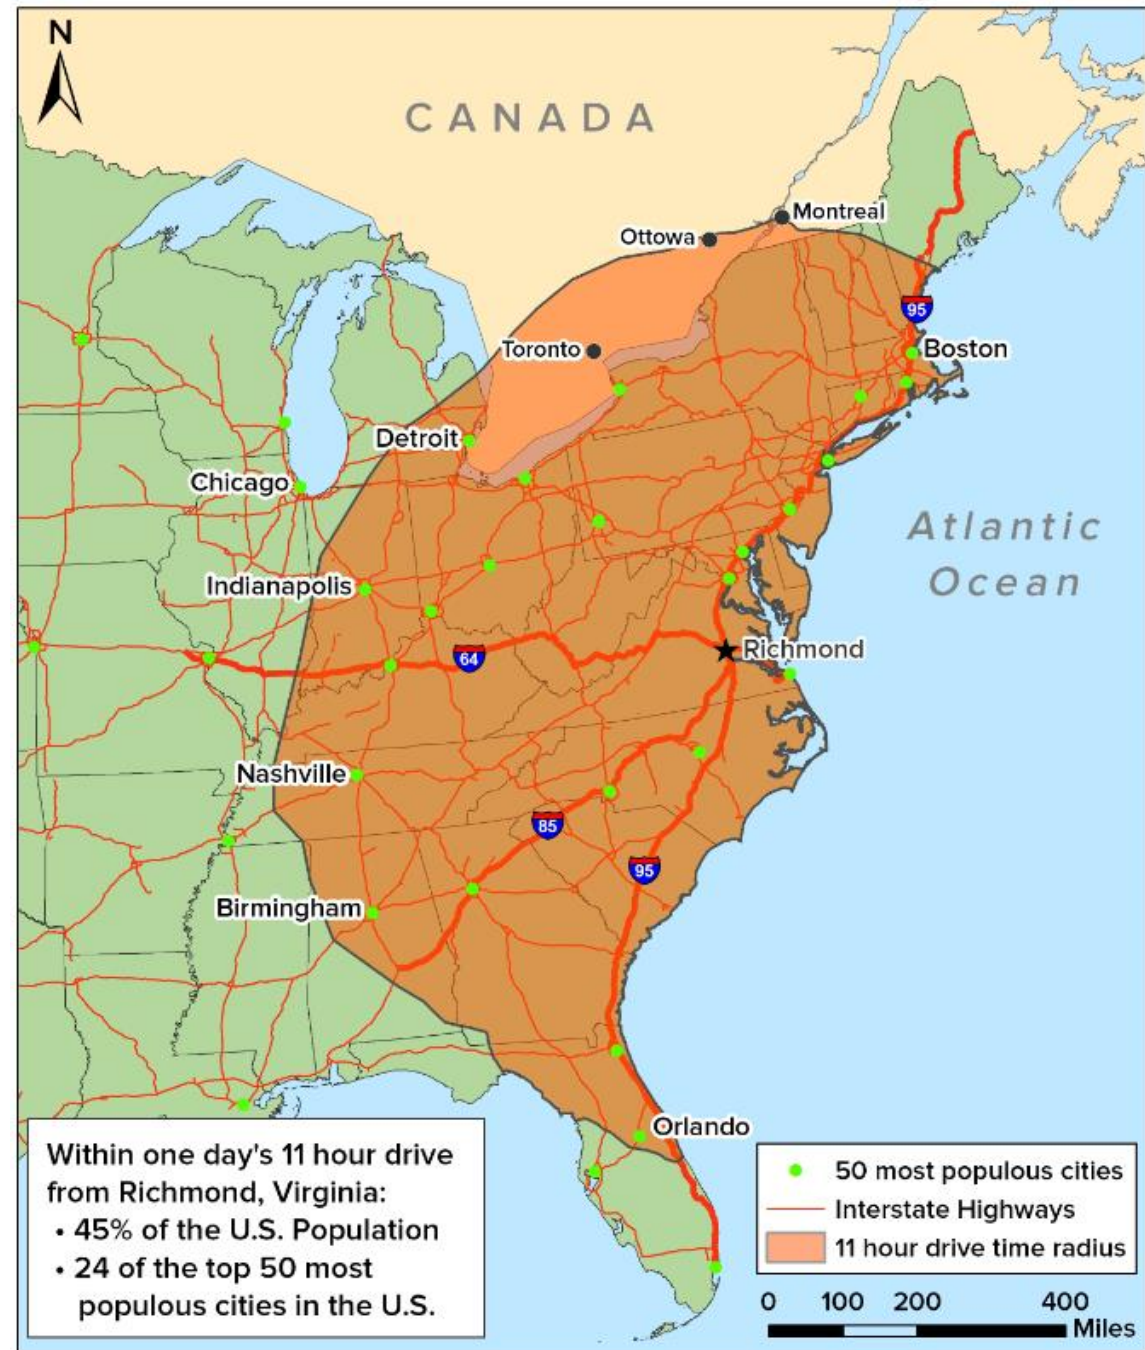 N
CANADA
Montreal
Ottowa
95
Toronto
Boston
Detroit
Chicago
Atlantic
Ocean
Indianapolis
Richmond
64
Nashville
85
95
Birmingham
Orlando
Within one day's 11 hour drive
from Richmond, Virginia:
• 45% of the U.S. Population
• 24 of the top 50 most
populous cities in the U.S.
50 most populous cities
Interstate Highways
11 hour drive time radius
0 100 200 400
Miles